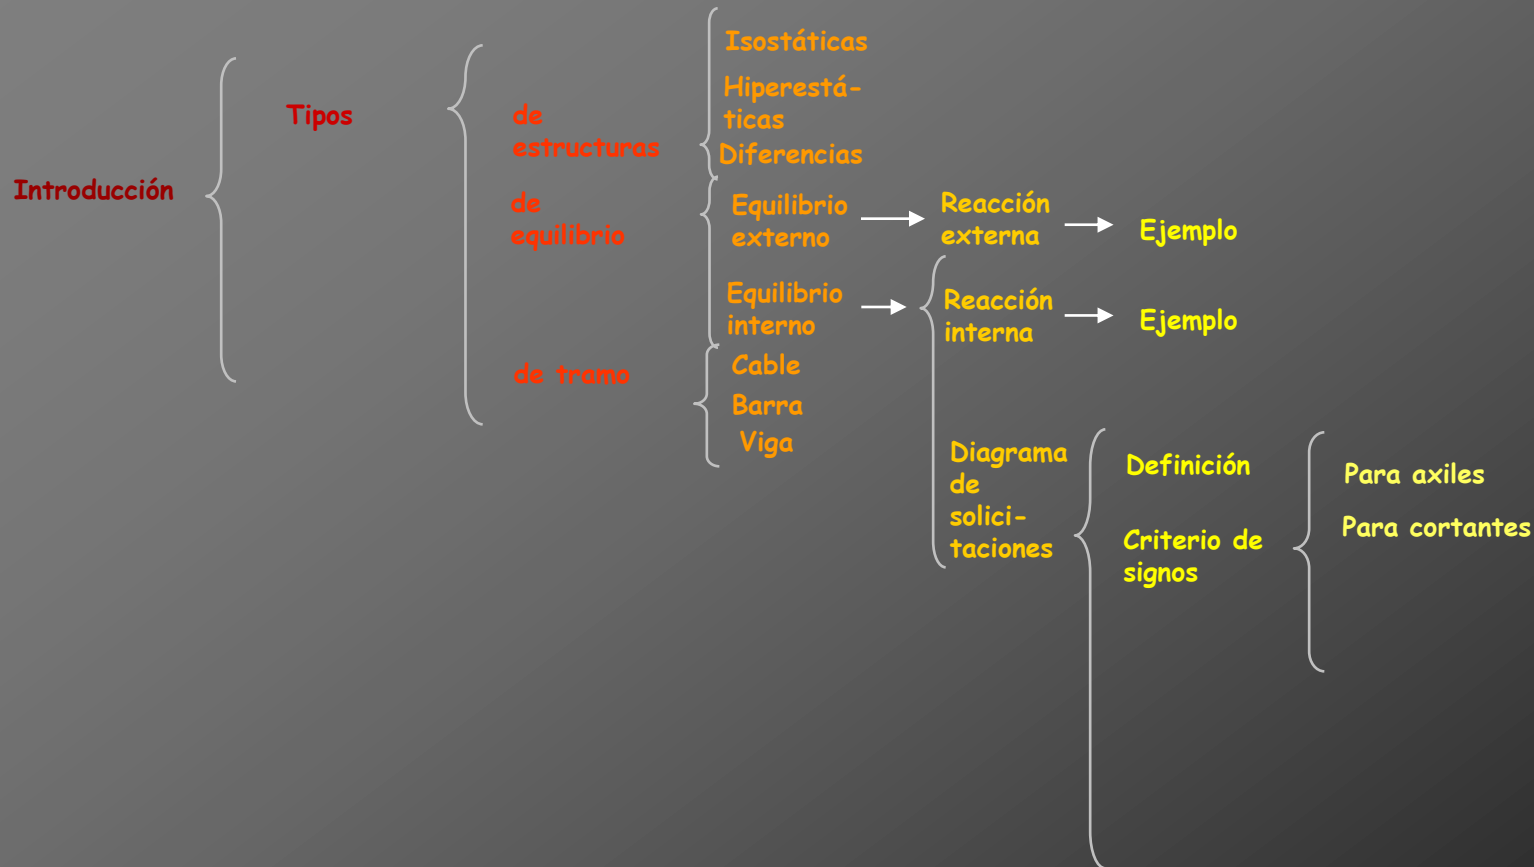 Introducción
Tipos
de
estructuras
Isostáticas
Hiperestá-
ticas
Diferencias
de
equilibrio
Equilibrio
externo
Reacción
externa
Ejemplo
Equilibrio
interno
Reacción
interna
Ejemplo
Diagrama
de
solici-
taciones
Definición
Criterio de
signos
Para axiles
Para cortantes
de tramo
Cable
Barra
Viga